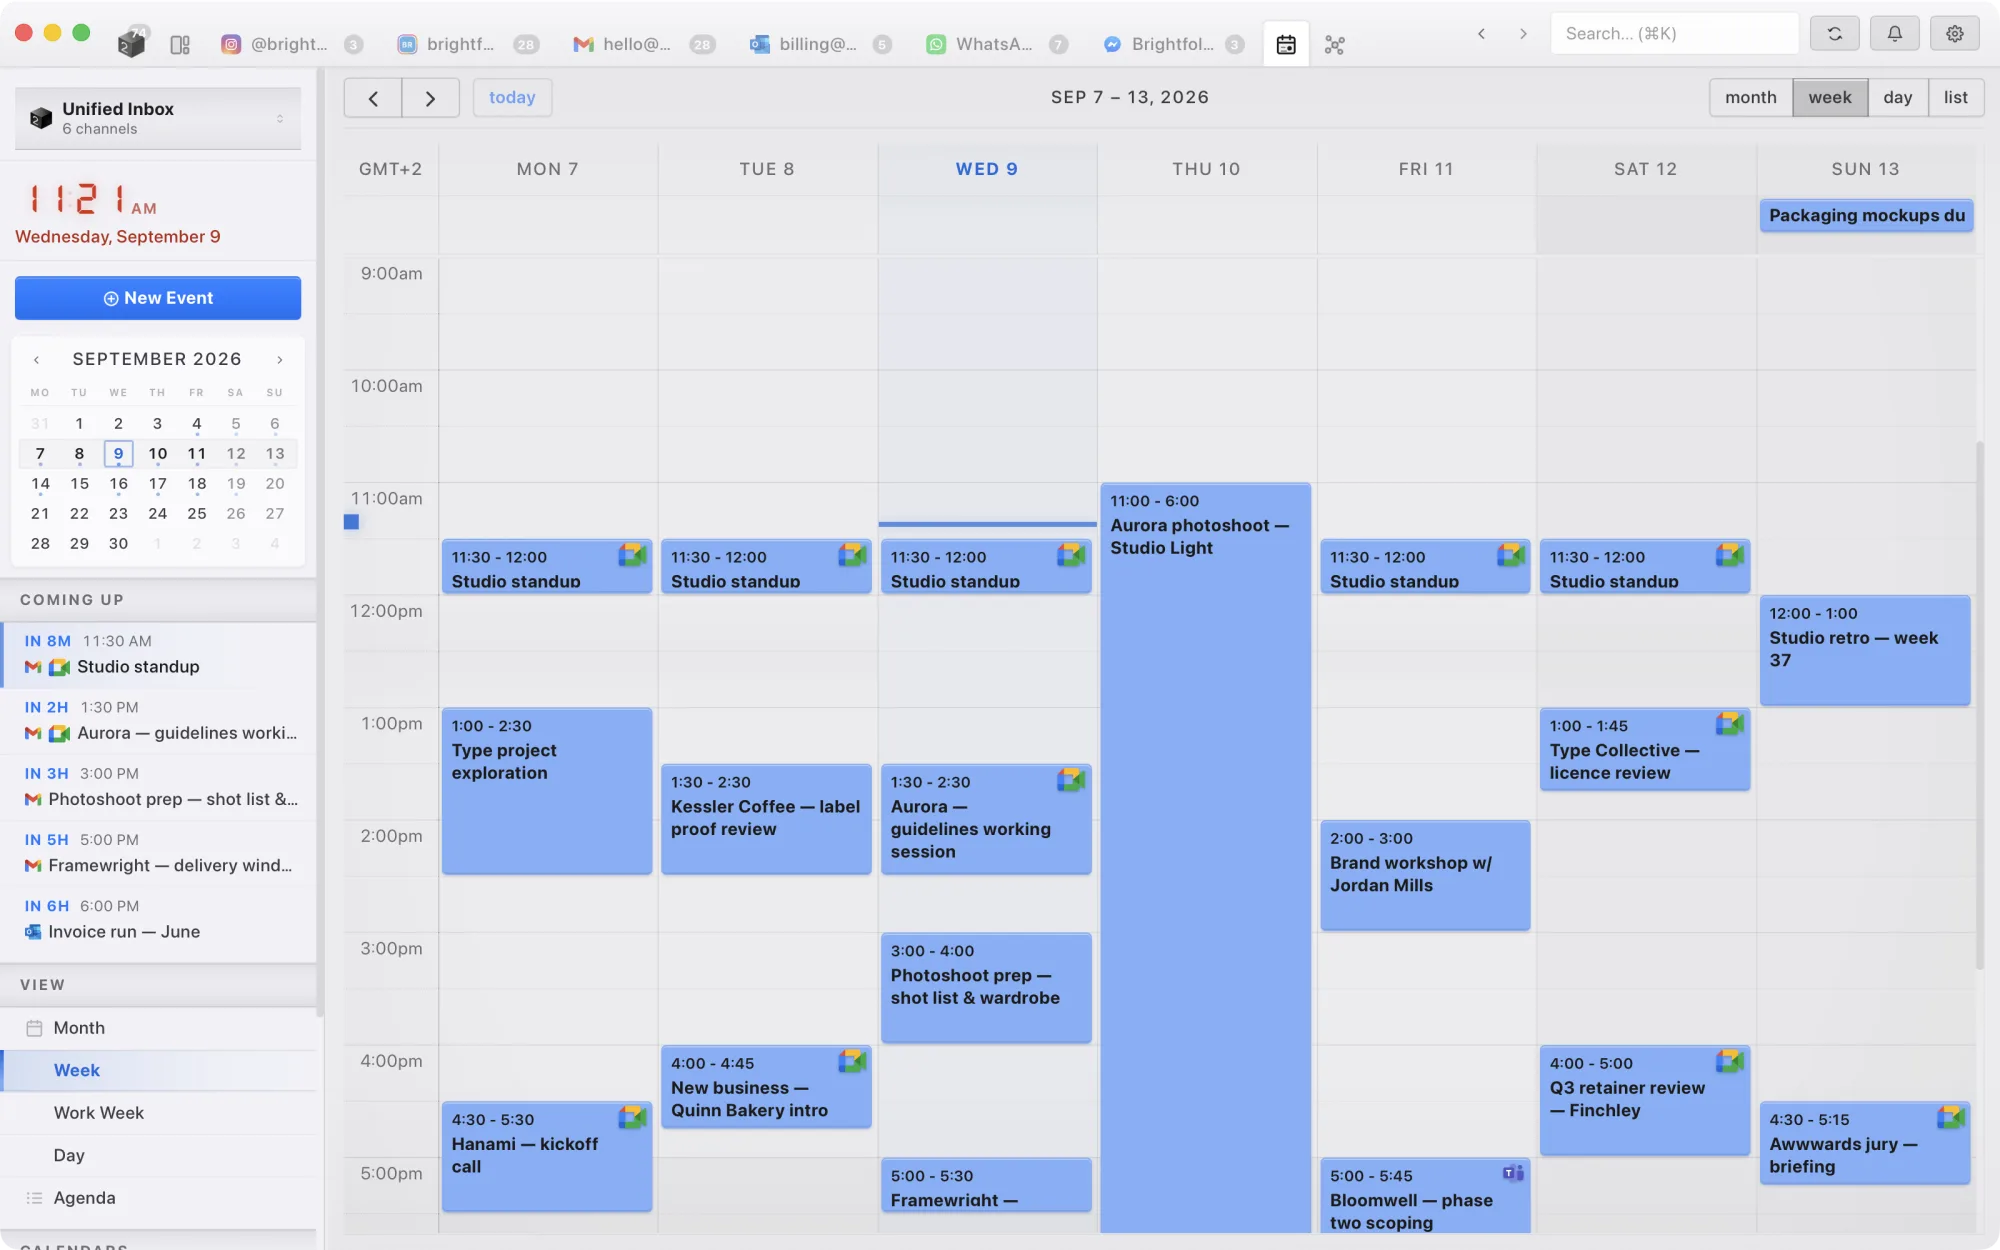 74
@bright...
3
brightf...
28
hello@...
28
billing@...
5
WhatsA...
7
Brightfol...
3
Search... (⌘K)
Unified Inbox
6 channels
11:21 AM
Wednesday, September 9
New Event
SEPTEMBER 2026
MO TU WE TH FR SA SU
31 1 2 3 4 5 6
7 8 9 10 11 12 13
14 15 16 17 18 19 20
21 22 23 24 25 26 27
28 29 30 1 2 3 4
COMING UP
IN 8M 11:30 AM
Studio standup
IN 2H 1:30 PM
Aurora — guidelines worki...
IN 3H 3:00 PM
Photoshoot prep — shot list &...
IN 5H 5:00 PM
Framewright — delivery wind...
IN 6H 6:00 PM
Invoice run — June
VIEW
Month
Week
Work Week
Day
Agenda
CALENDARS
today
SEP 7 – 13, 2026
month week day list
GMT+2 MON 7 TUE 8 WED 9 THU 10 FRI 11 SAT 12 SUN 13
Packaging mockups du
9:00am
10:00am
11:00am
12:00pm
1:00pm
2:00pm
3:00pm
4:00pm
5:00pm
11:30 - 12:00
Studio standup
1:00 - 2:30
Type project
exploration
4:30 - 5:30
Hanami — kickoff
call
11:30 - 12:00
Studio standup
1:30 - 2:30
Kessler Coffee — label
proof review
4:00 - 4:45
New business —
Quinn Bakery intro
11:30 - 12:00
Studio standup
1:30 - 2:30
Aurora —
guidelines working
session
3:00 - 4:00
Photoshoot prep —
shot list & wardrobe
5:00 - 5:30
Framewright —
11:00 - 6:00
Aurora photoshoot —
Studio Light
11:30 - 12:00
Studio standup
2:00 - 3:00
Brand workshop w/
Jordan Mills
5:00 - 5:45
Bloomwell — phase
two scoping
11:30 - 12:00
Studio standup
1:00 - 1:45
Type Collective —
licence review
4:00 - 5:00
Q3 retainer review
— Finchley
12:00 - 1:00
Studio retro — week
37
4:30 - 5:15
Awwwards jury —
briefing